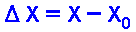 Δ X = X − X₀